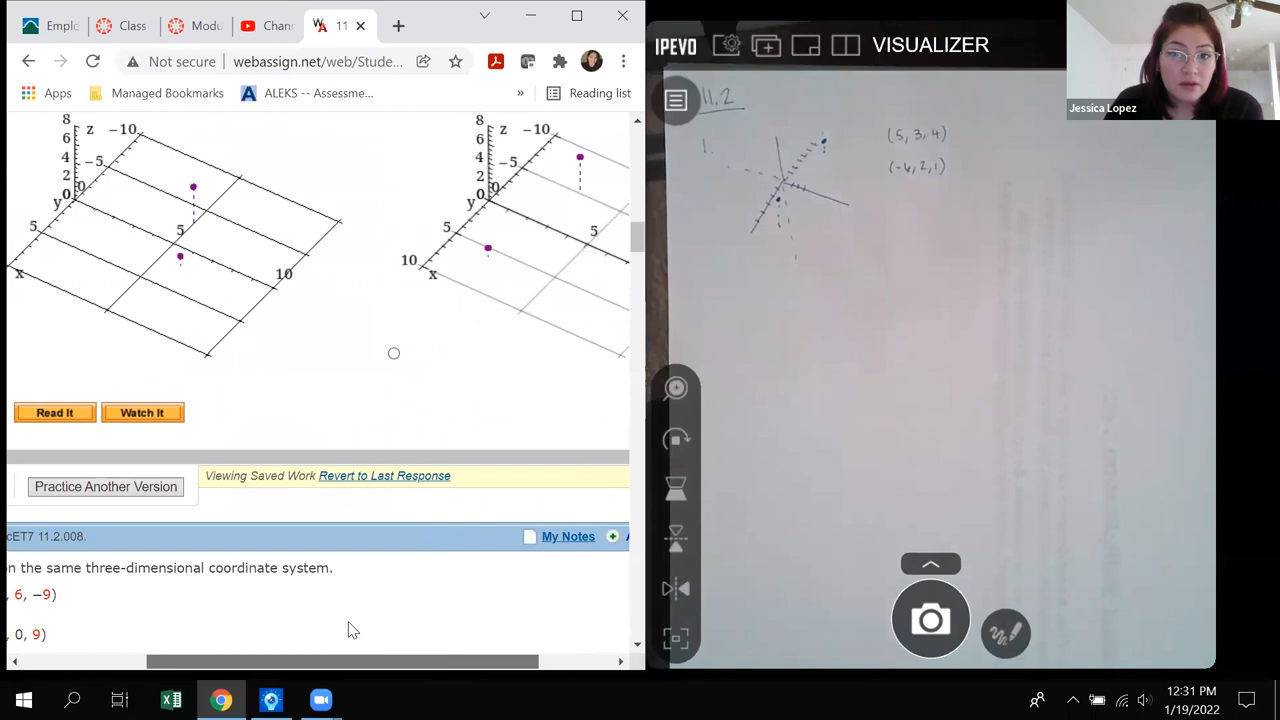 Emplo
Class
Modu
Chan
11
Not secure
webassign.net/web/Stude...
Apps
Managed Bookmarks
ALEKS -- Assessme...
»
Reading list
8
6
4
2
0
z
-10
-5
0
y
5
5
x
10
8
6
4
2
0
z
-10
-5
0
y
5
5
10
x
Read It
Watch It
Practice Another Version
Viewing Saved Work Revert to Last Response
cET7 11.2.008.
My Notes
n the same three-dimensional coordinate system.
, 6, −9)
, 0, 9)
IPEVO
VISUALIZER
Jessica Lopez
11.2
1.
(5, 3, 4)
(-6, 2, 1)
12:31 PM
1/19/2022